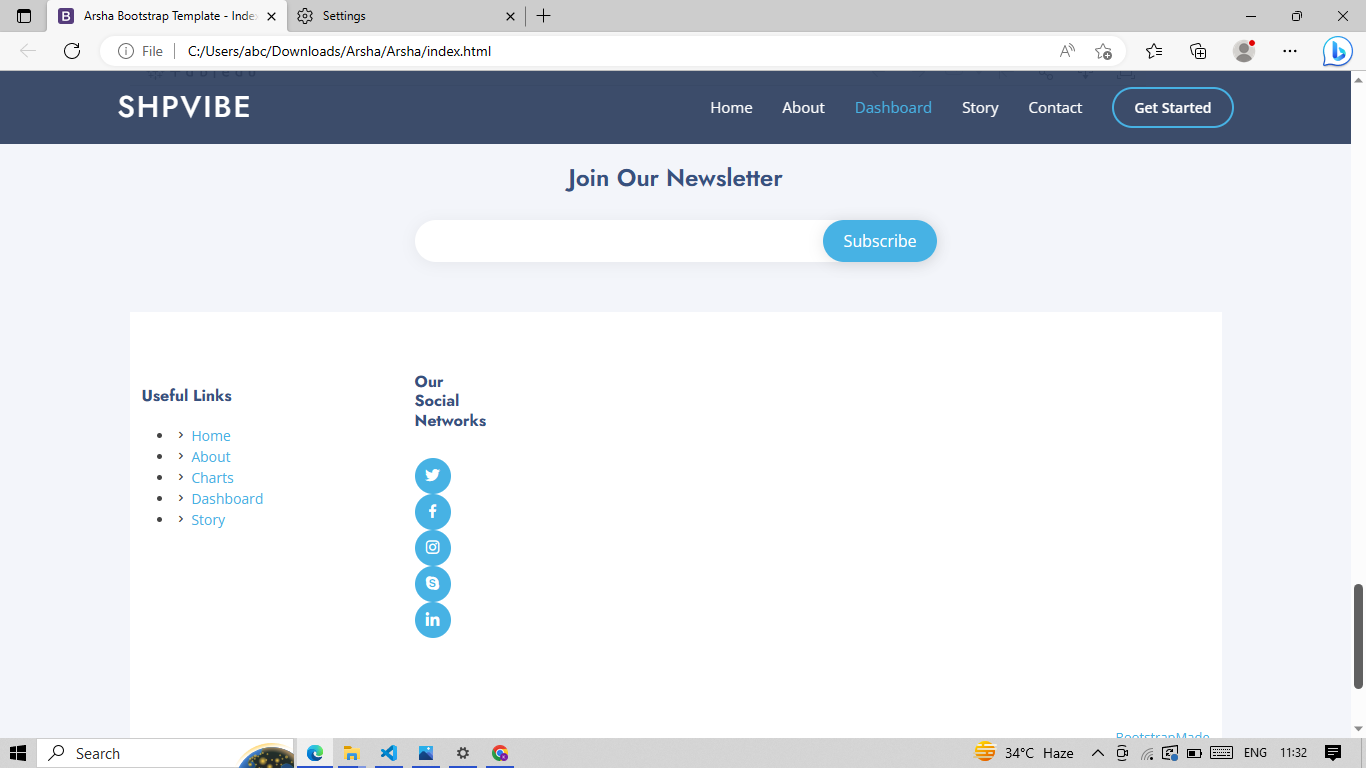 Arsha Bootstrap Template - Inde
Settings
File
C:/Users/abc/Downloads/Arsha/Arsha/index.html
SHPVIBE
Home
About
Dashboard
Story
Contact
Get Started
Join Our Newsletter
Subscribe
Useful Links
Home
About
Charts
Dashboard
Story
Our
Social
Networks
BootstrapMade
Search
34°C Haze
ENG
11:32